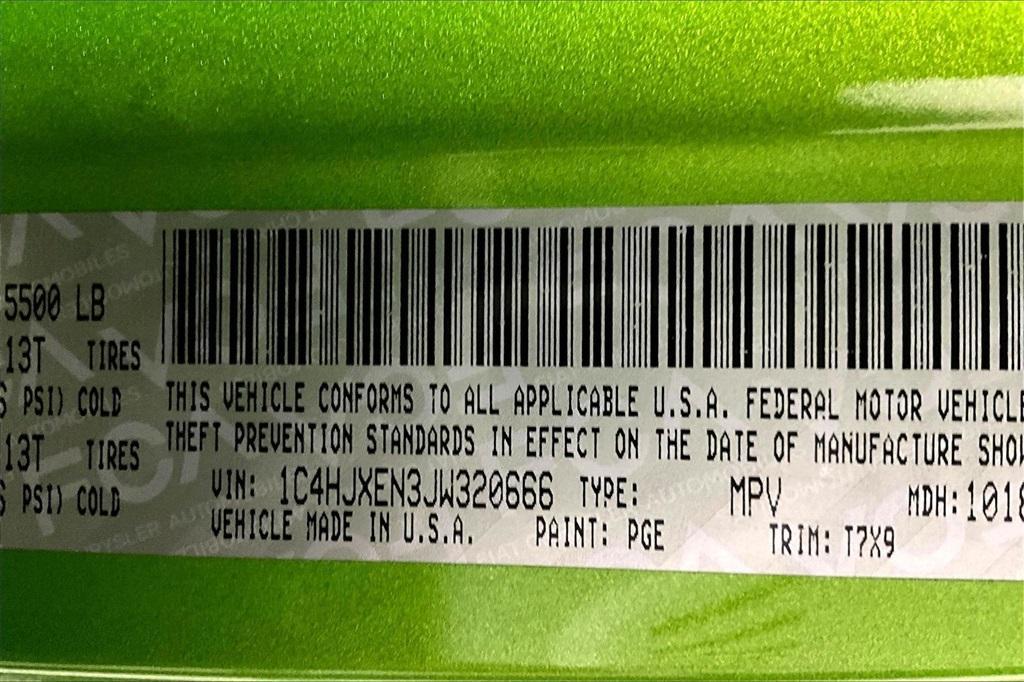 5500 LB
13T TIRES
PSI) COLD
13T TIRES
PSI) COLD
THIS VEHICLE CONFORMS TO ALL APPLICABLE U.S.A. FEDERAL MOTOR VEHICLE
THEFT PREVENTION STANDARDS IN EFFECT ON THE DATE OF MANUFACTURE SHOW
VIN: 1C4HJXEN3JW320666 TYPE: MPV MDH: 1018
VEHICLE MADE IN U.S.A. PAINT: PGE TRIM: T7X9